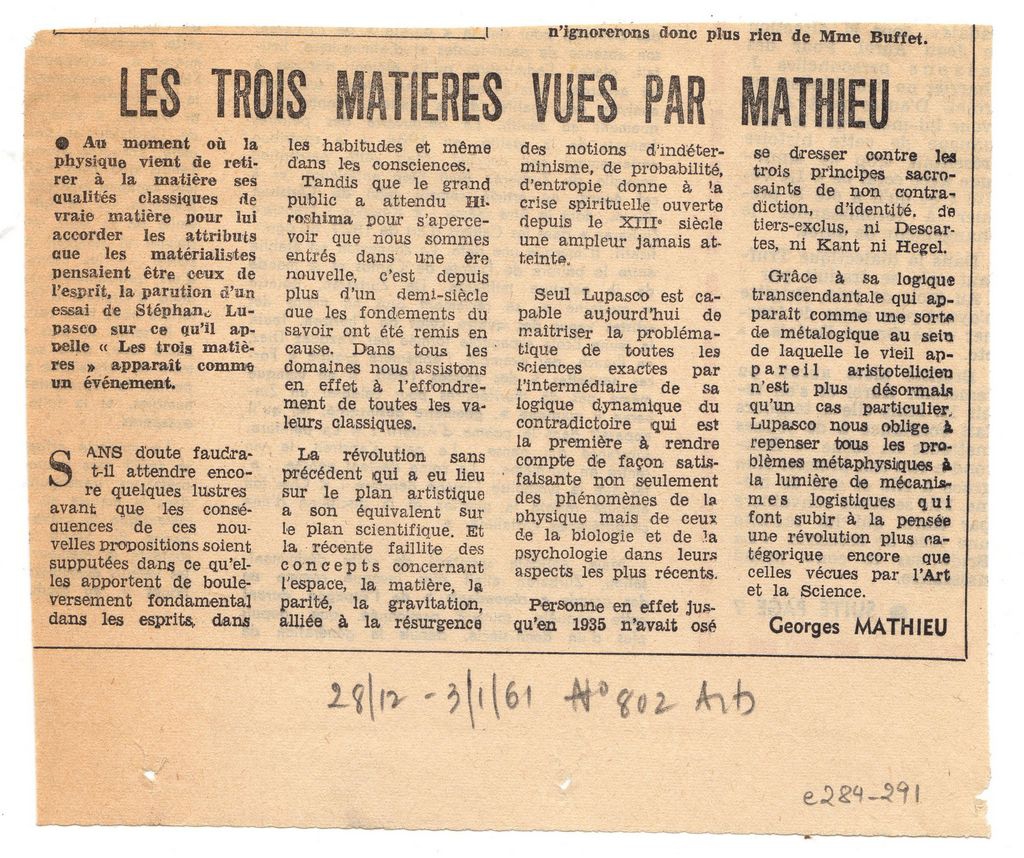 n'ignorerons donc plus rien de Mme Buffet.
LES TROIS MATIERES VUES PAR MATHIEU
● Au moment où la
physique vient de reti-
rer à la matière ses
qualités classiques de
vraie matière pour lui
accorder les attributs
que les matérialistes
pensaient être ceux de
l'esprit, la parution d'un
essai de Stéphane Lu-
pasco sur ce qu'il ap-
pelle « Les trois matiè-
res » apparaît comme
un événement.
SANS doute faudra-
t-il attendre enco-
re quelques lustres
avant que les consé-
quences de ces nou-
velles propositions soient
supputées dans ce qu'el-
les apportent de boule-
versement fondamental
dans les esprits, dans
les habitudes et même
dans les consciences.
Tandis que le grand
public a attendu Hi-
roshima pour s'aperce-
voir que nous sommes
entrés dans une ère
nouvelle, c'est depuis
plus d'un demi-siècle
que les fondements du
savoir ont été remis en
cause. Dans tous les
domaines nous assistons
en effet à l'effondre-
ment de toutes les va-
leurs classiques.
La révolution sans
précédent qui a eu lieu
sur le plan artistique
a son équivalent sur
le plan scientifique. Et
la récente faillite des
concepts concernant
l'espace, la matière, la
parité, la gravitation,
alliée à la résurgence
des notions d'indéter-
minisme, de probabilité,
d'entropie donne à la
crise spirituelle ouverte
depuis le XIIIe siècle
une ampleur jamais at-
teinte.
Seul Lupasco est ca-
pable aujourd'hui de
maîtriser la probléma-
tique de toutes les
sciences exactes par
l'intermédiaire de sa
logique dynamique du
contradictoire qui est
la première à rendre
compte de façon satis-
faisante non seulement
des phénomènes de la
physique mais de ceux
de la biologie et de la
psychologie dans leurs
aspects les plus récents.
Personne en effet jus-
qu'en 1935 n'avait osé
se dresser contre les
trois principes sacro-
saints de non contra-
diction, d'identité, de
tiers-exclus, ni Descar-
tes, ni Kant ni Hegel.
Grâce à sa logique
transcendantale qui ap-
paraît comme une sorte
de métalogique au sein
de laquelle le vieil ap-
pareil aristotelicien
n'est plus désormais
qu'un cas particulier,
Lupasco nous oblige à
repenser tous les pro-
blèmes métaphysiques à
la lumière de mécanis-
mes logistiques qui
font subir à la pensée
une révolution plus ca-
tégorique encore que
celles vécues par l'Art
et la Science.
Georges MATHIEU
28/12 - 3/1/61 N° 802 Arts
e284-291